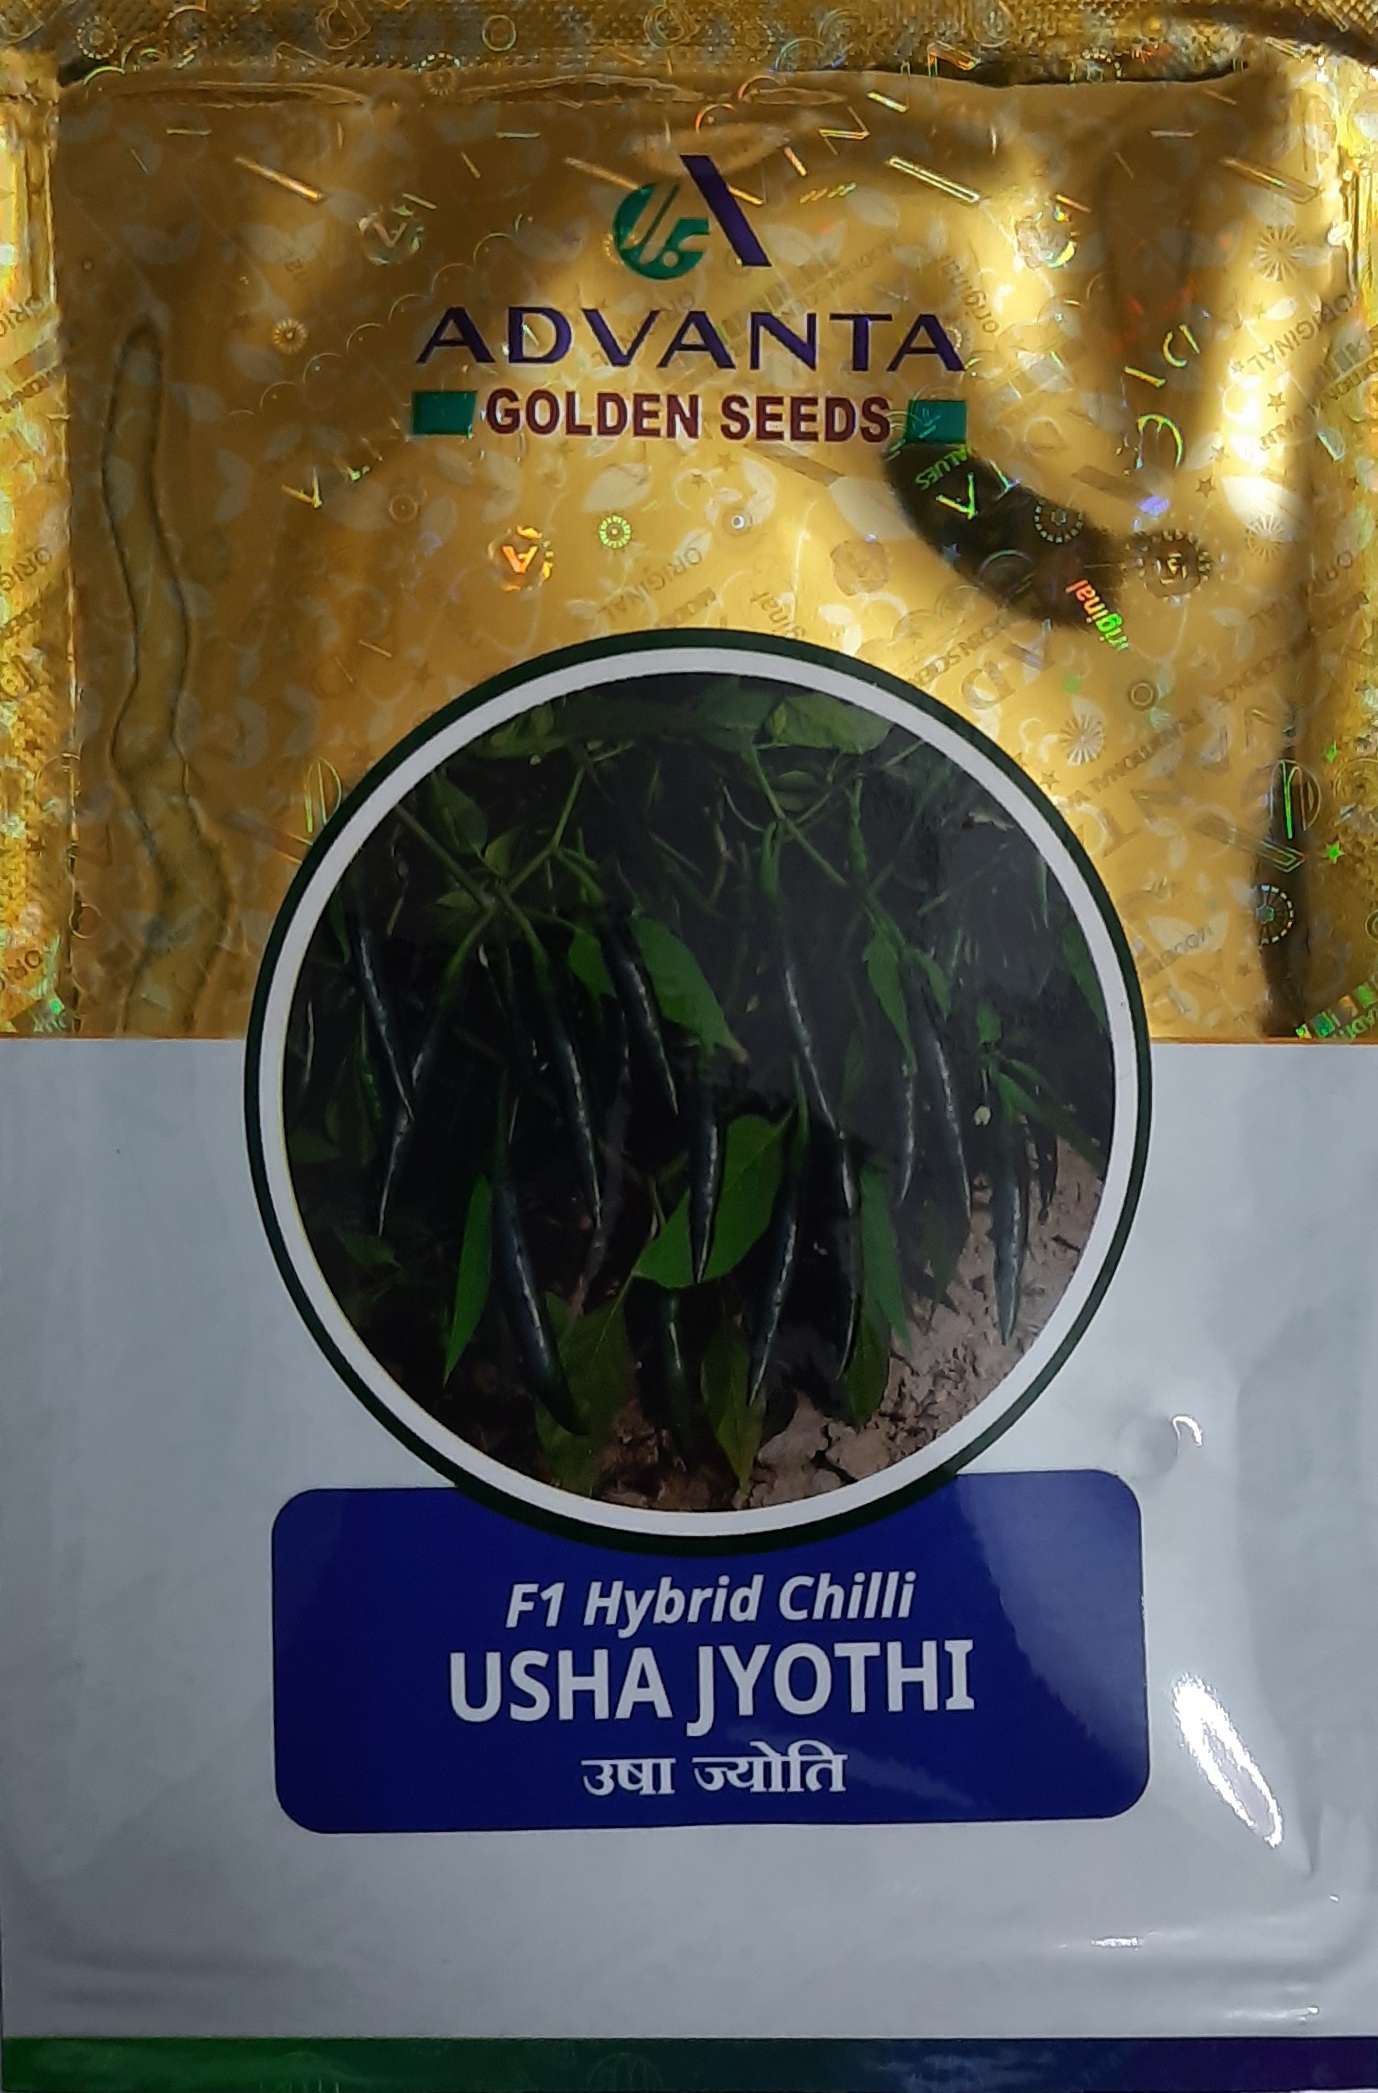 ADVANTA
GOLDEN SEEDS
F1 Hybrid Chilli
USHA JYOTHI
उषा ज्योति